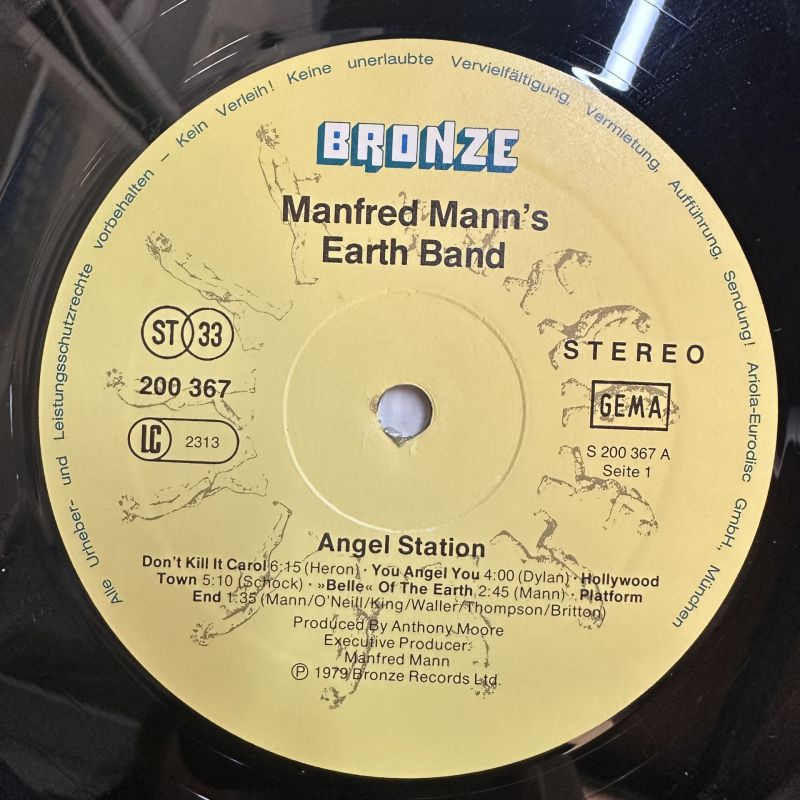 Alle Urheber- und Leistungsschutzrechte vorbehalten – Kein Verleih! Keine unerlaubte Vervielfältigung, Vermietung, Aufführung, Sendung! Ariola-Eurodisc GmbH, München
BRONZE
Manfred Mann's
Earth Band
ST 33
200 367
LC 2313
STEREO
GEMA
S 200 367 A
Seite 1
Angel Station
Don't Kill It Carol 6:15 (Heron) · You Angel You 4:00 (Dylan) · Hollywood
Town 5:10 (Schock) · »Belle« Of The Earth 2:45 (Mann) · Platform
End 1:35 (Mann/O'Neill/King/Waller/Thompson/Britton)
Produced By Anthony Moore
Executive Producer:
Manfred Mann
Ⓟ 1979 Bronze Records Ltd.